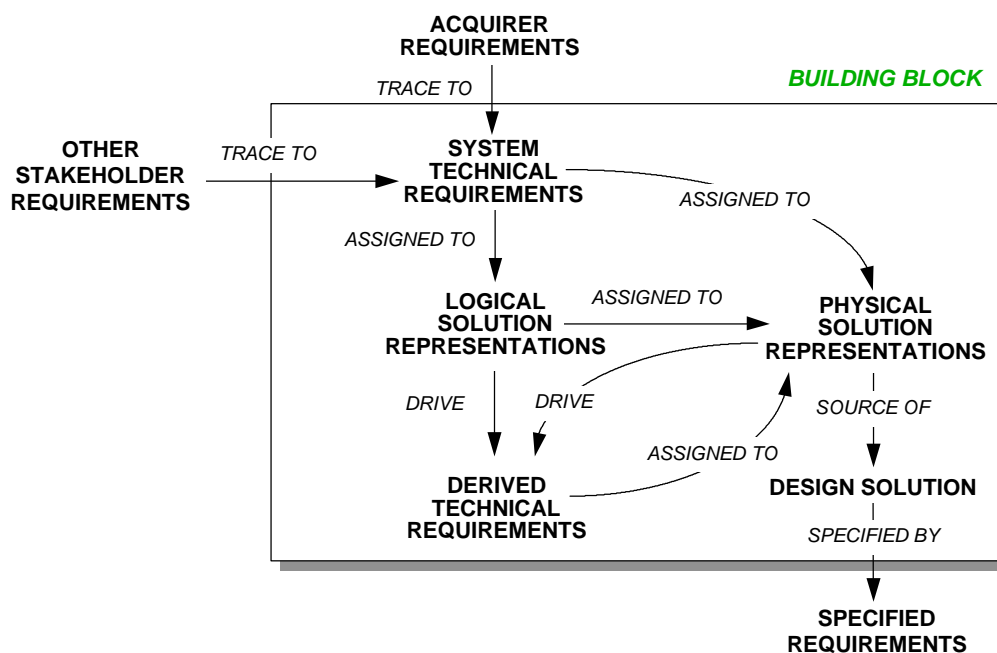 ACQUIRER
REQUIREMENTS
TRACE TO
BUILDING BLOCK
OTHER
STAKEHOLDER
REQUIREMENTS
TRACE TO
SYSTEM
TECHNICAL
REQUIREMENTS
ASSIGNED TO
ASSIGNED TO
LOGICAL
SOLUTION
REPRESENTATIONS
ASSIGNED TO
PHYSICAL
SOLUTION
REPRESENTATIONS
DRIVE
DRIVE
SOURCE OF
ASSIGNED TO
DERIVED
TECHNICAL
REQUIREMENTS
DESIGN SOLUTION
SPECIFIED BY
SPECIFIED
REQUIREMENTS